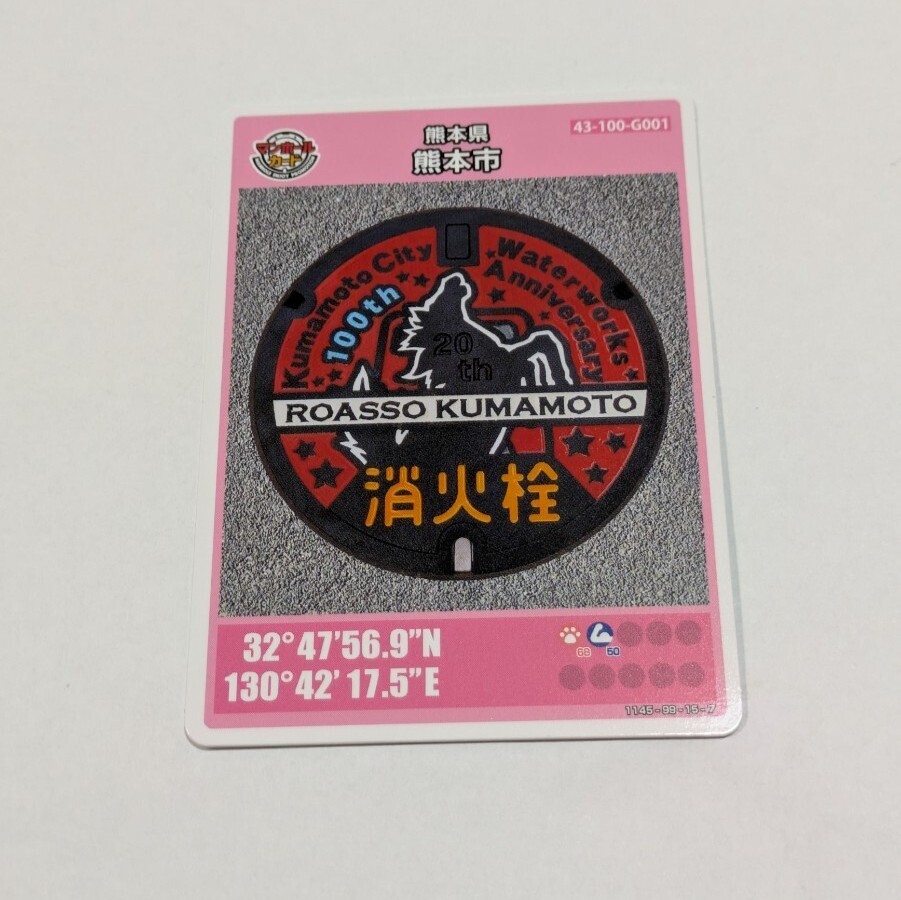 マンホール
カード
熊本県
熊本市
43-100-G001
Kumamoto City
100th
Waterworks
Anniversary
20
th
ROASSO KUMAMOTO
消火栓
32°47'56.9"N
130°42'17.5"E
60
1145-99-15-7